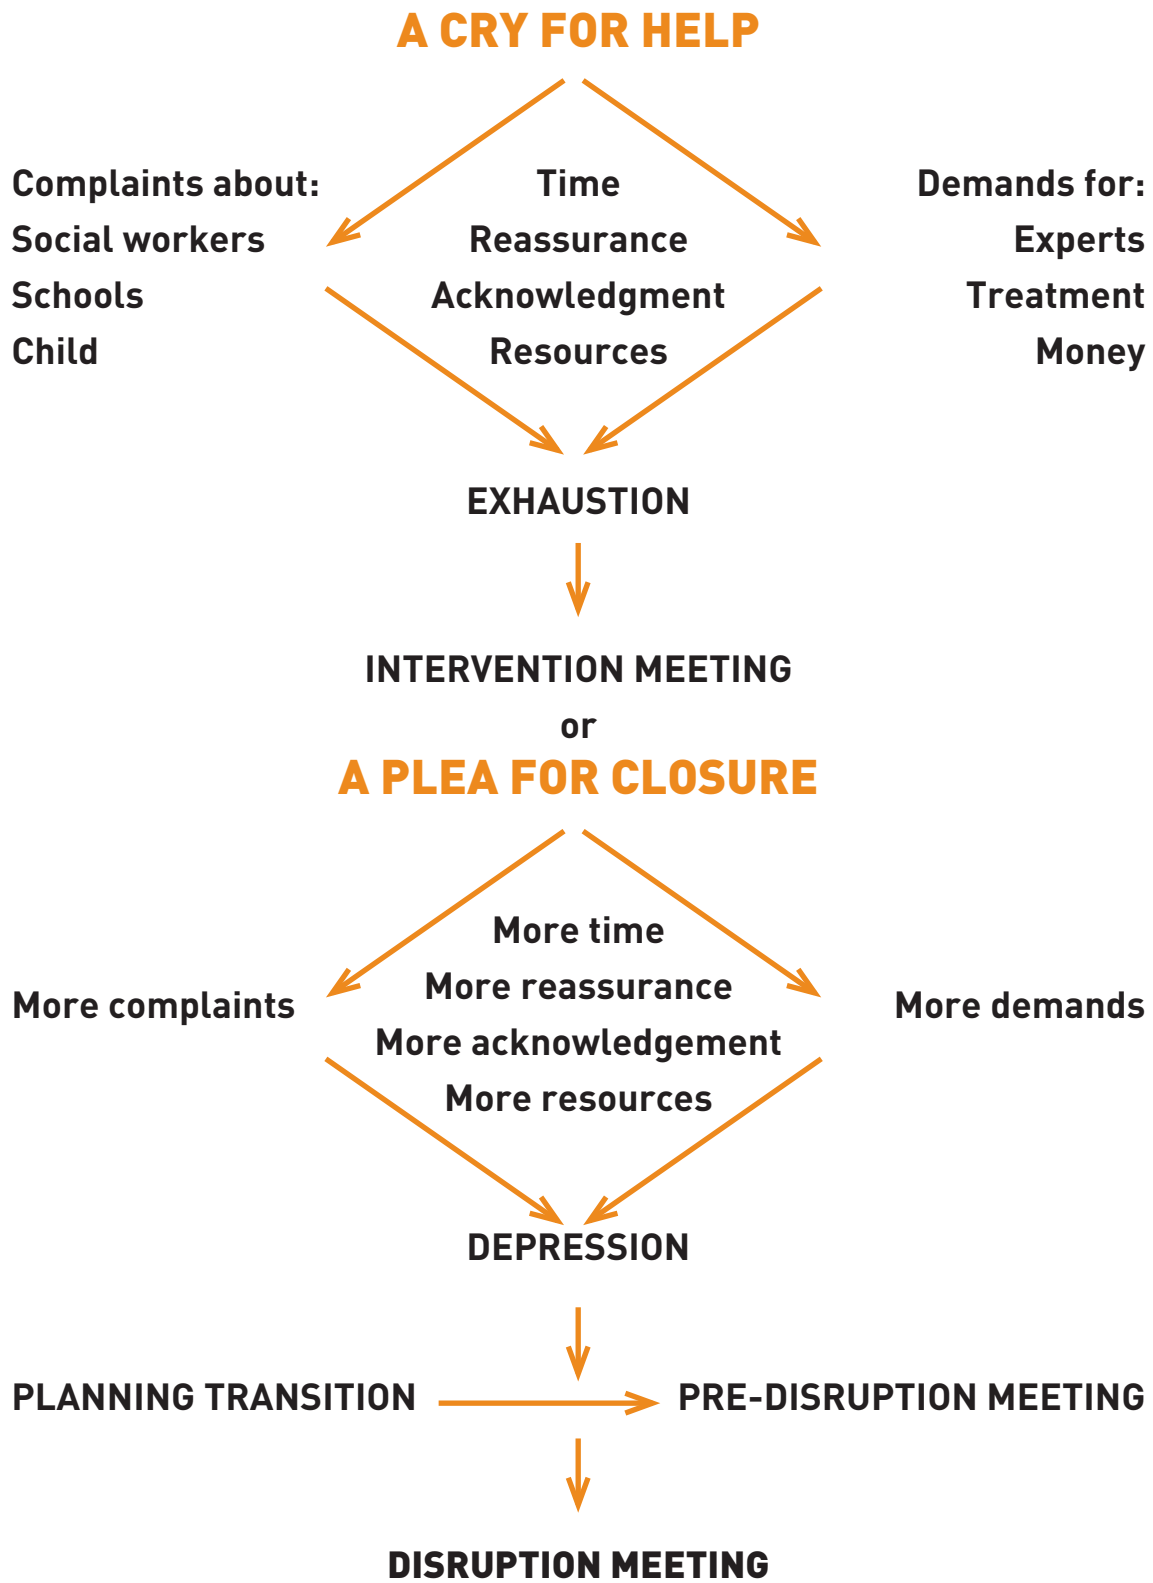 A CRY FOR HELP
Complaints about:
Social workers
Schools
Child
Time
Reassurance
Acknowledgment
Resources
Demands for:
Experts
Treatment
Money
EXHAUSTION
INTERVENTION MEETING
or
A PLEA FOR CLOSURE
More complaints
More time
More reassurance
More acknowledgement
More resources
More demands
DEPRESSION
PLANNING TRANSITION
PRE-DISRUPTION MEETING
DISRUPTION MEETING